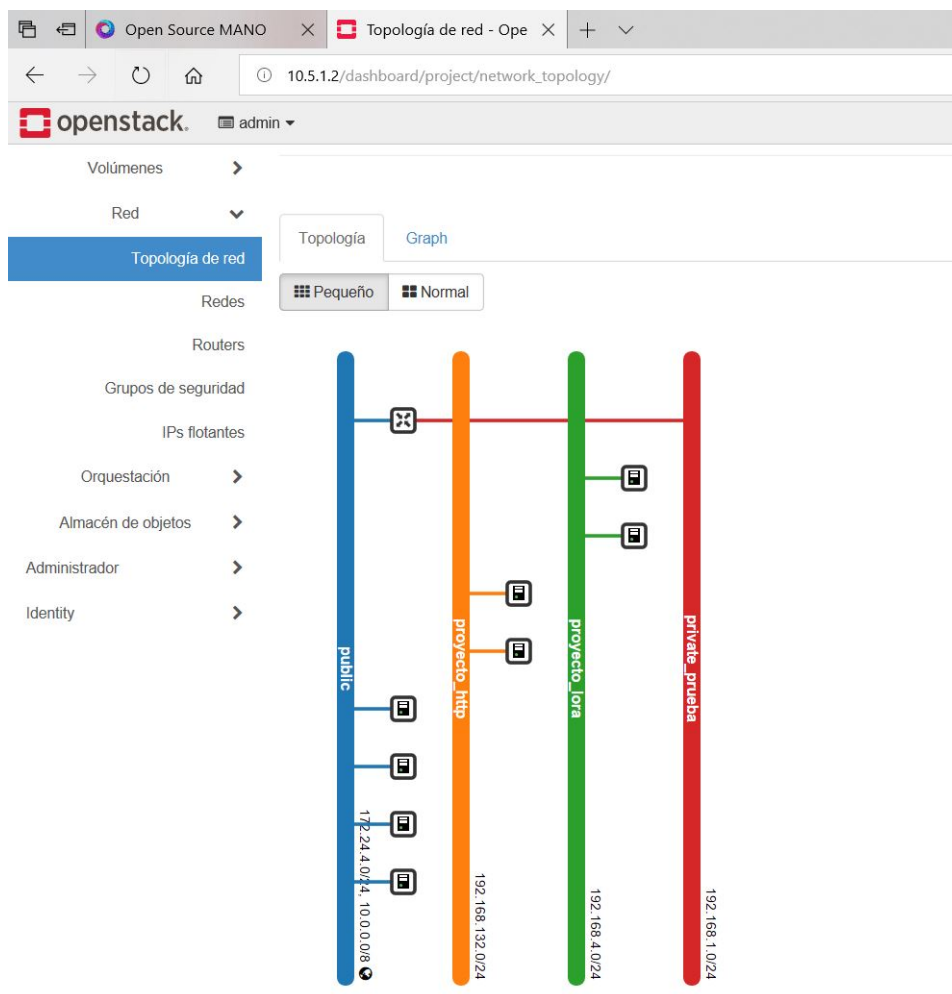 Open Source MANO
Topología de red - Ope
10.5.1.2/dashboard/project/network_topology/
openstack.
admin
Volúmenes
Red
Topología de red
Redes
Routers
Grupos de seguridad
IPs flotantes
Orquestación
Almacén de objetos
Administrador
Identity
Topología
Graph
Pequeño
Normal
public
172.24.4.0/24, 10.0.0.0/8
proyecto_http
192.168.132.0/24
proyecto_lora
192.168.4.0/24
private_prueba
192.168.1.0/24